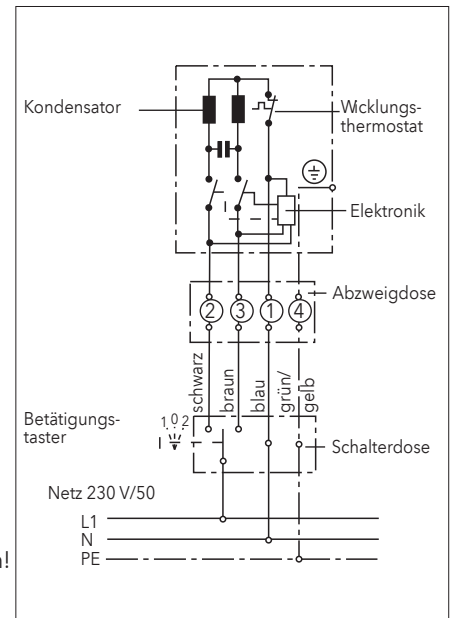 Kondensator
Wicklungs-
thermostat
Elektronik
Abzweigdose
2 3 1 4
schwarz
braun
blau
grün/
gelb
Betätigungs-
taster
1 0 2
Schalterdose
Netz 230 V/50
L1
N
PE
!